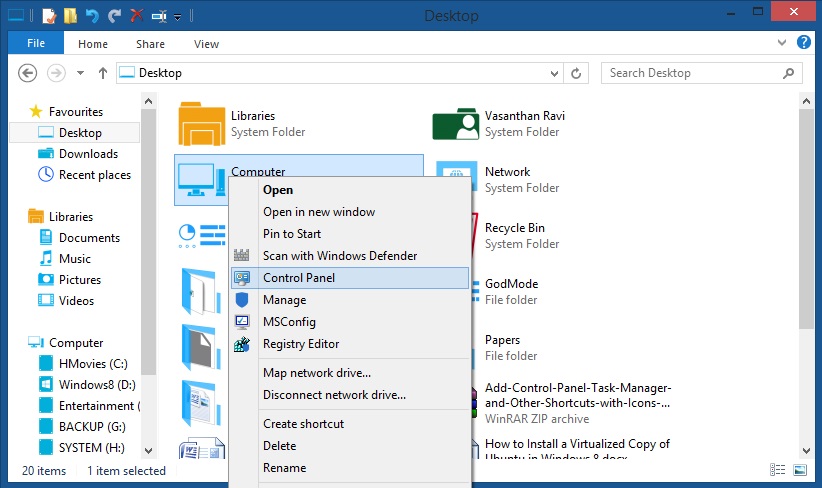 Desktop
File
Home
Share
View
Desktop
Search Desktop
Favourites
Desktop
Downloads
Recent places
Libraries
Documents
Music
Pictures
Videos
Computer
HMovies (C:)
Windows8 (D:)
Entertainment (
BACKUP (G:)
SYSTEM (H:)
Libraries
System Folder
Vasanthan Ravi
System Folder
Computer
Network
System Folder
Recycle Bin
System Folder
GodMode
File folder
Papers
File folder
Add-Control-Panel-Task-Manager-
and-Other-Shortcuts-with-Icons-...
WinRAR ZIP archive
How to Install a Virtualized Copy of
Ubuntu in Windows 8.docx
Open
Open in new window
Pin to Start
Scan with Windows Defender
Control Panel
Manage
MSConfig
Registry Editor
Map network drive...
Disconnect network drive...
Create shortcut
Delete
Rename
20 items
1 item selected